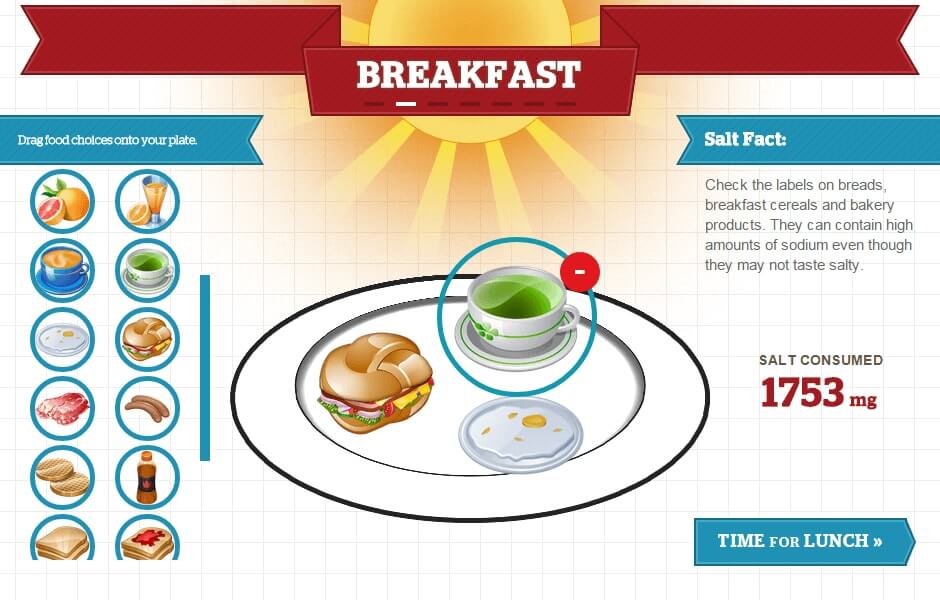 BREAKFAST
Drag food choices onto your plate.
Salt Fact:
Check the labels on breads,
breakfast cereals and bakery
products. They can contain high
amounts of sodium even though
they may not taste salty.
-
SALT CONSUMED
1753 mg
TIME FOR LUNCH »